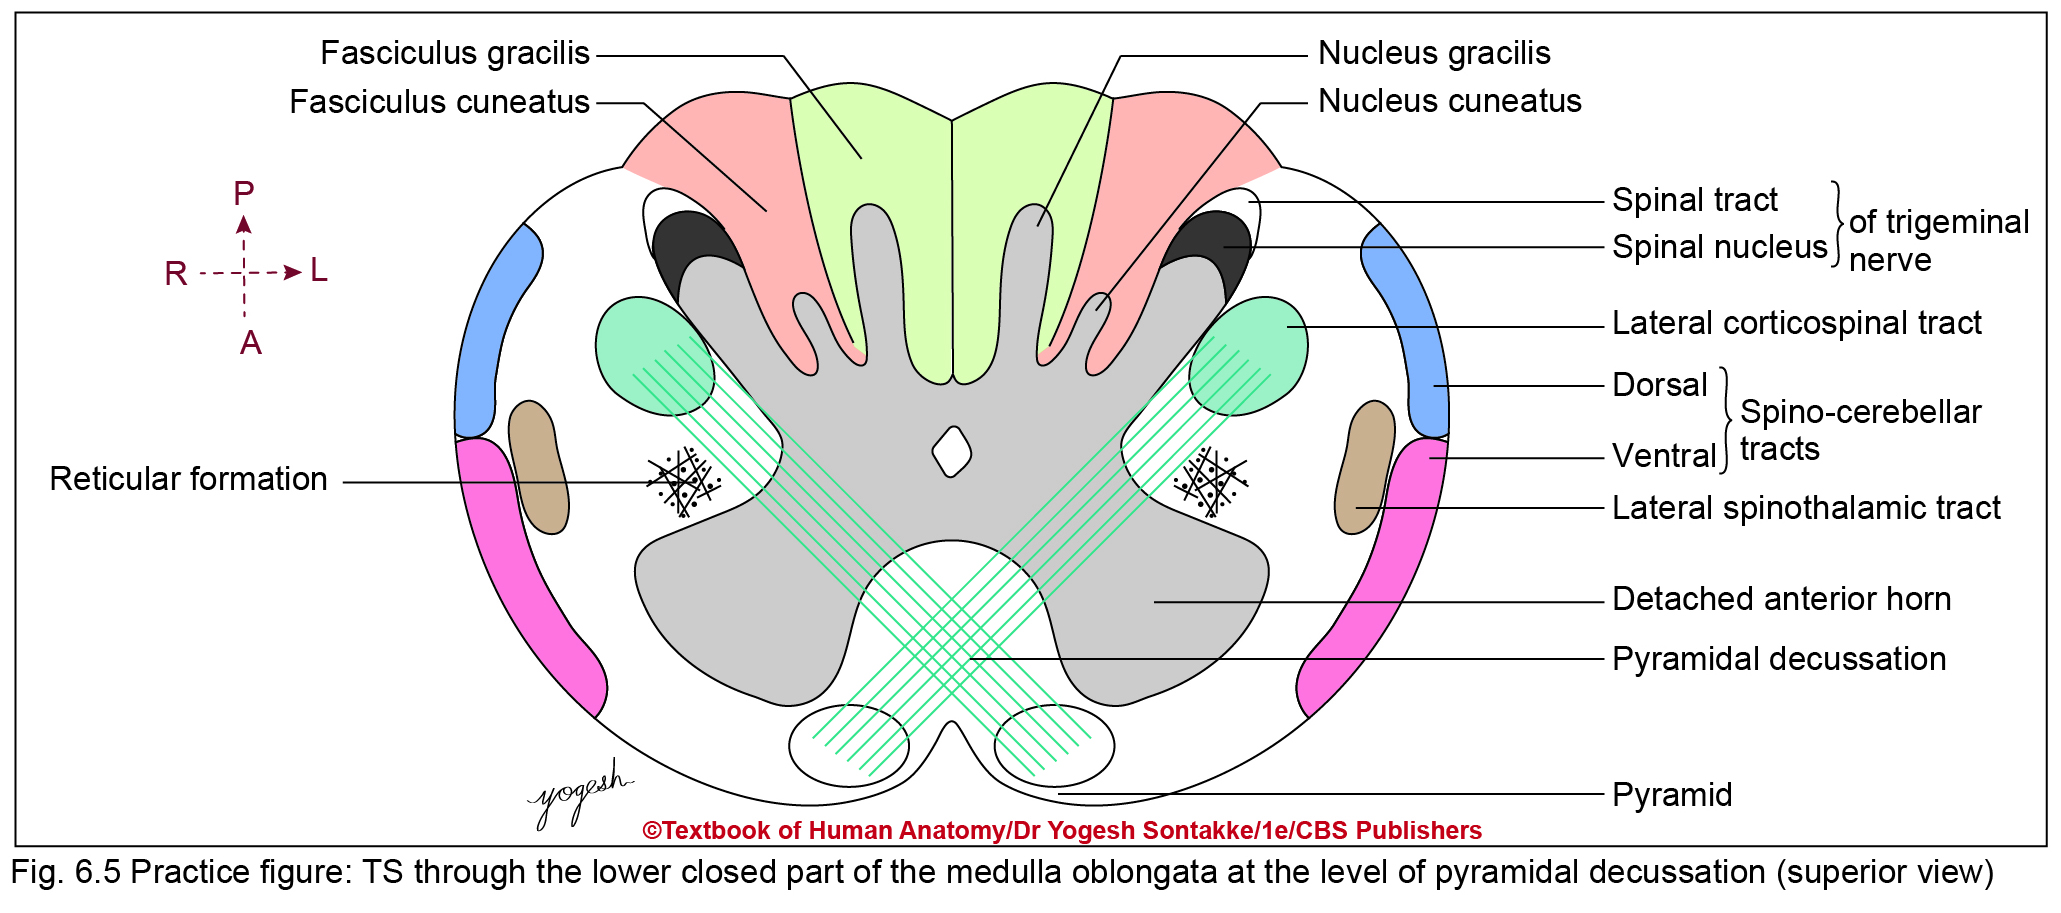 Fasciculus gracilis
Fasciculus cuneatus
Nucleus gracilis
Nucleus cuneatus
P
R
L
A
Spinal tract
Spinal nucleus
of trigeminal
nerve
Lateral corticospinal tract
Dorsal
Ventral
Spino-cerebellar
tracts
Reticular formation
Lateral spinothalamic tract
Detached anterior horn
Pyramidal decussation
Pyramid
yogesh
©Textbook of Human Anatomy/Dr Yogesh Sontakke/1e/CBS Publishers
Fig. 6.5 Practice figure: TS through the lower closed part of the medulla oblongata at the level of pyramidal decussation (superior view)